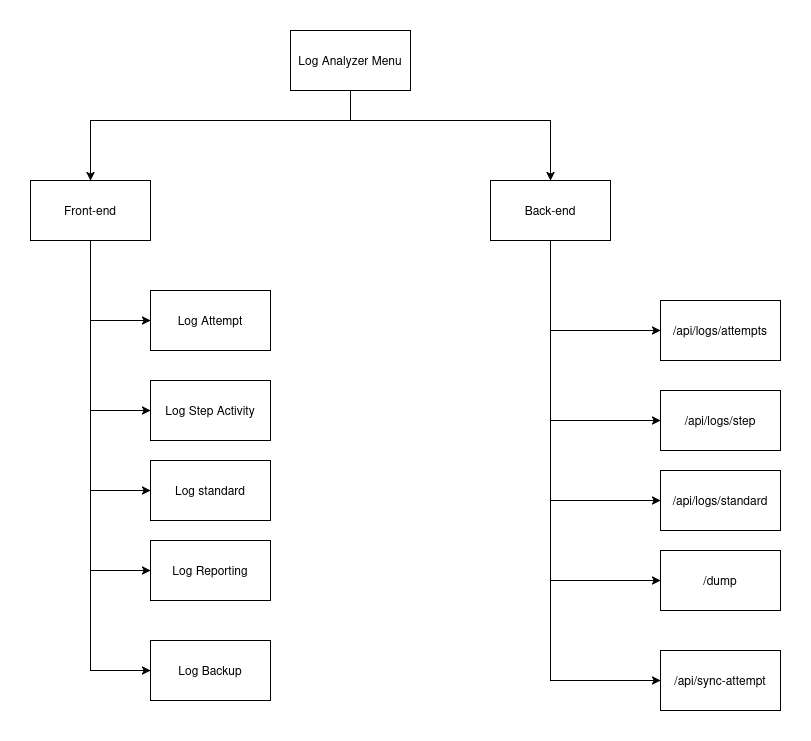 Log Analyzer Menu
Front-end
Back-end
Log Attempt
Log Step Activity
Log standard
Log Reporting
Log Backup
/api/logs/attempts
/api/logs/step
/api/logs/standard
/dump
/api/sync-attempt